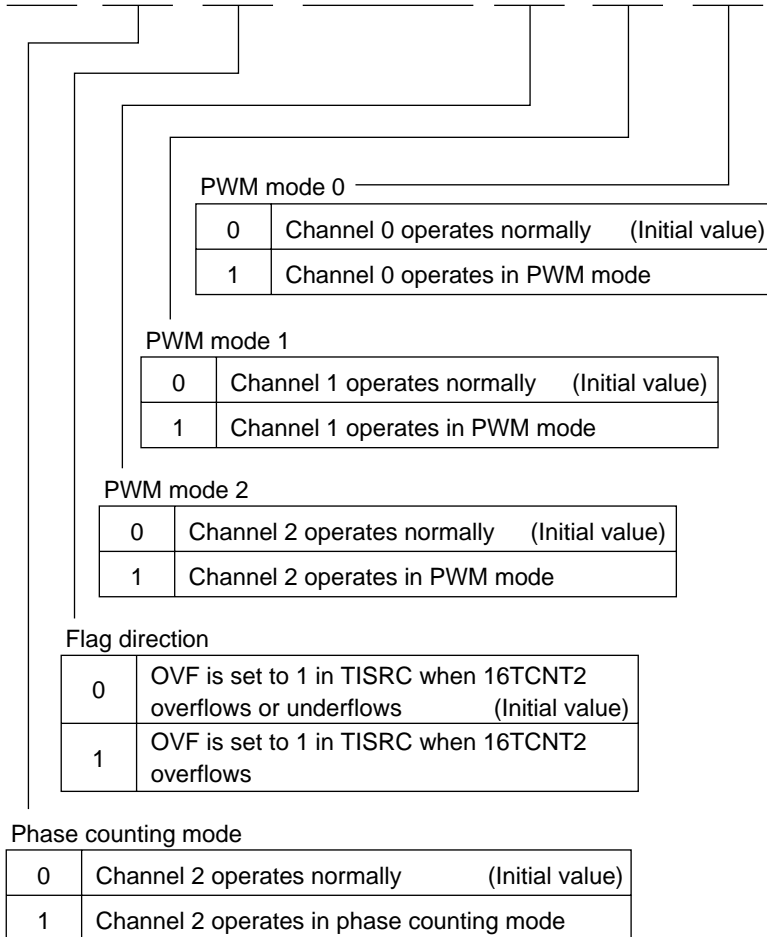 PWM mode 0
0 Channel 0 operates normally (Initial value)
1 Channel 0 operates in PWM mode
PWM mode 1
0 Channel 1 operates normally (Initial value)
1 Channel 1 operates in PWM mode
PWM mode 2
0 Channel 2 operates normally (Initial value)
1 Channel 2 operates in PWM mode
Flag direction
0 OVF is set to 1 in TISRC when 16TCNT2
overflows or underflows (Initial value)
1 OVF is set to 1 in TISRC when 16TCNT2
overflows
Phase counting mode
0 Channel 2 operates normally (Initial value)
1 Channel 2 operates in phase counting mode